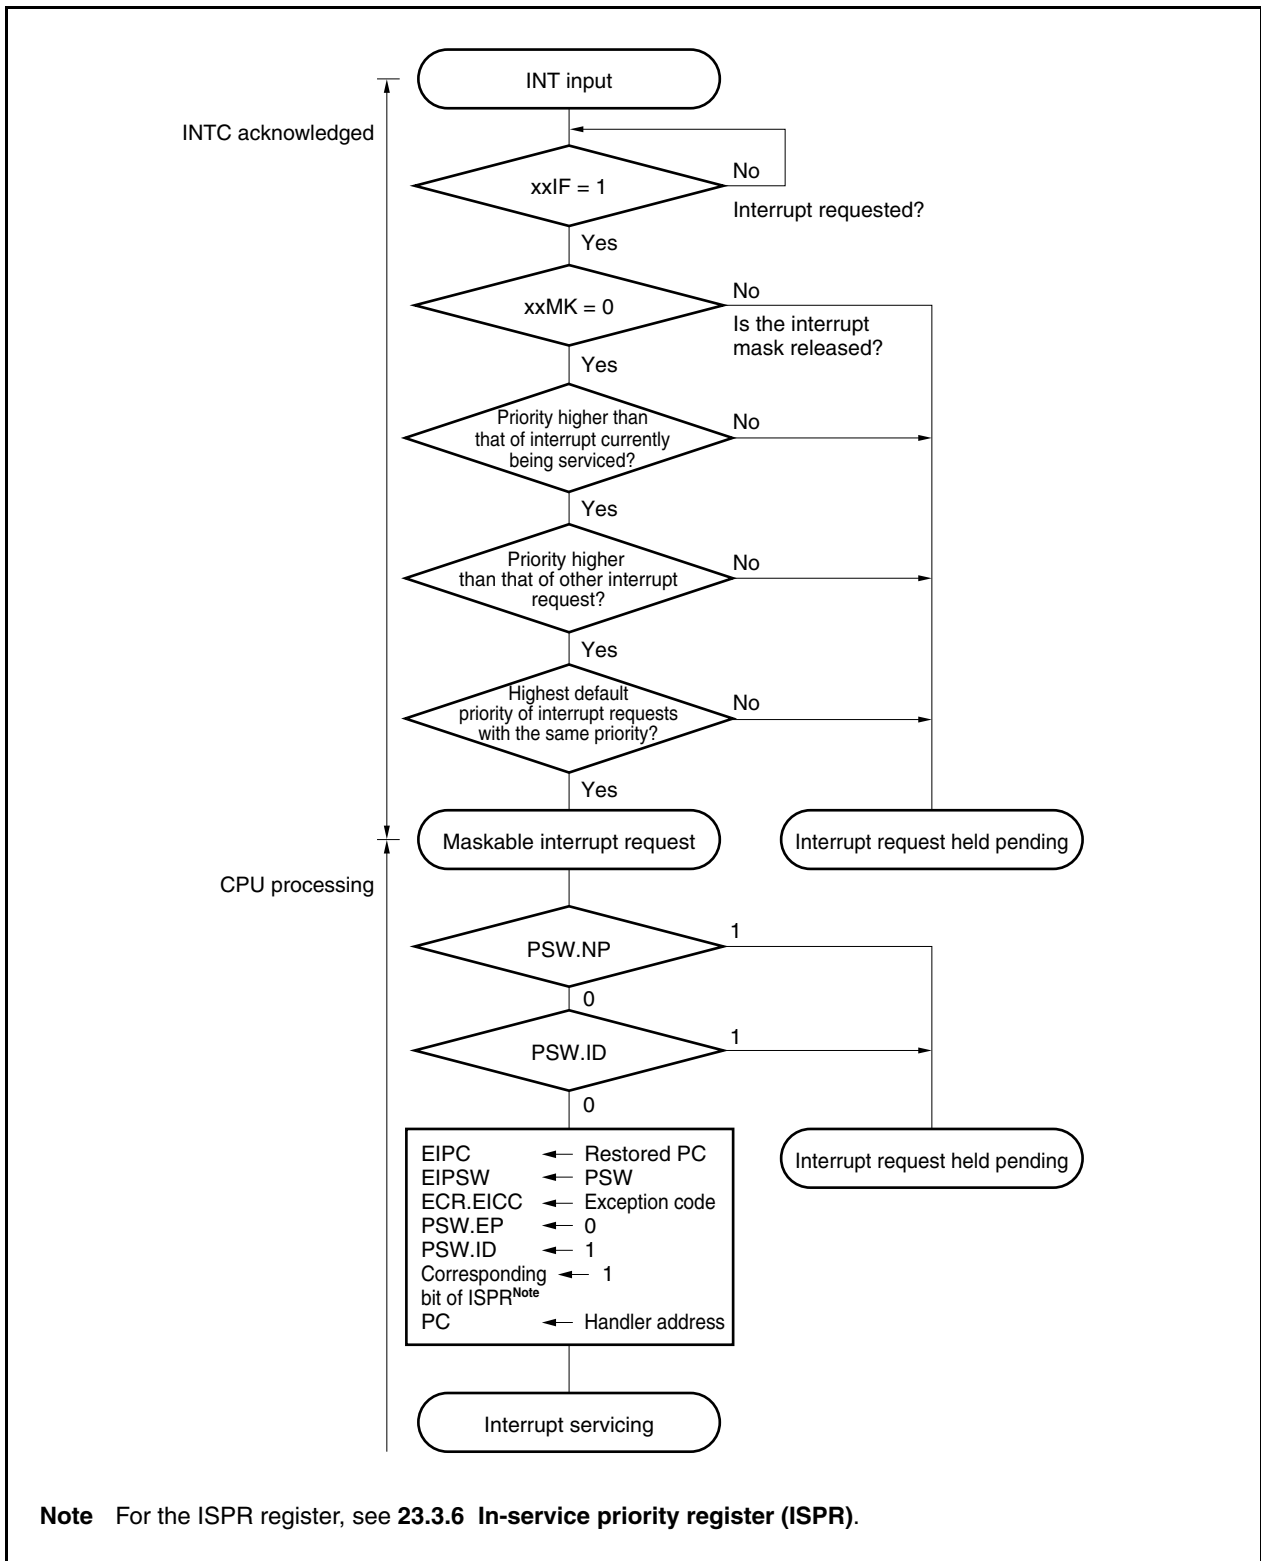 INT input
INTC acknowledged
xxIF = 1
No
Interrupt requested?
Yes
xxMK = 0
No
Is the interrupt
mask released?
Yes
Priority higher than
that of interrupt currently
being serviced?
No
Yes
Priority higher
than that of other interrupt
request?
No
Yes
Highest default
priority of interrupt requests
with the same priority?
No
Yes
Maskable interrupt request
Interrupt request held pending
CPU processing
PSW.NP
1
0
PSW.ID
1
0
EIPC ← Restored PC
EIPSW ← PSW
ECR.EICC ← Exception code
PSW.EP ← 0
PSW.ID ← 1
Corresponding ← 1
bit of ISPRNote
PC ← Handler address
Interrupt request held pending
Interrupt servicing
Note For the ISPR register, see 23.3.6 In-service priority register (ISPR).